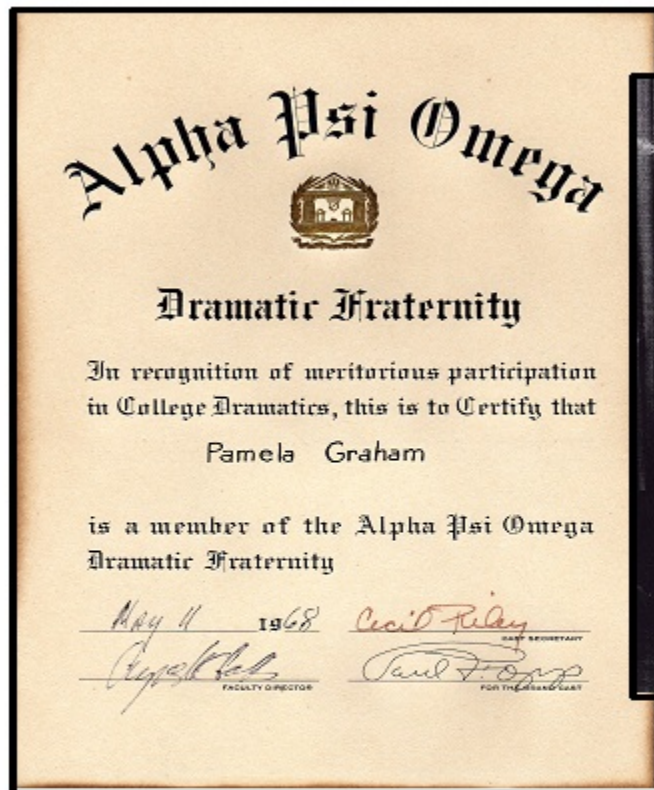 Alpha Psi Omega
Dramatic Fraternity
In recognition of meritorious participation
in College Dramatics, this is to Certify that
Pamela Graham
is a member of the Alpha Psi Omega
Dramatic Fraternity
May 11 1968 Cecil Riley
CAST SECRETARY
Paul F.
FACULTY DIRECTOR FOR THE GRAND CAST